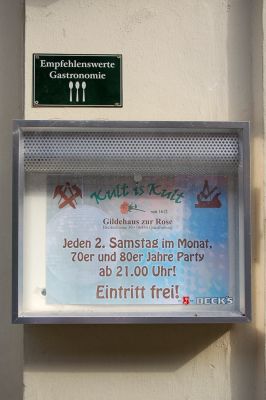 Empfehlenswerte
Gastronomie
Kult is Kult
Gildehaus zur Rose
Jeden 2. Samstag im Monat,
70er und 80er Jahre Party
ab 21.00 Uhr!
Eintritt frei!
BECK'S